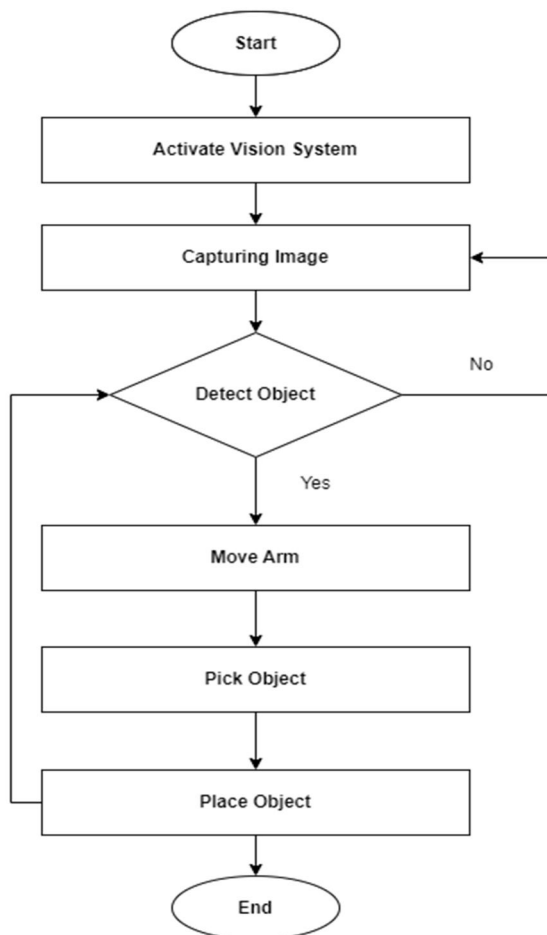 Start
Activate Vision System
Capturing Image
Detect Object
No
Yes
Move Arm
Pick Object
Place Object
End